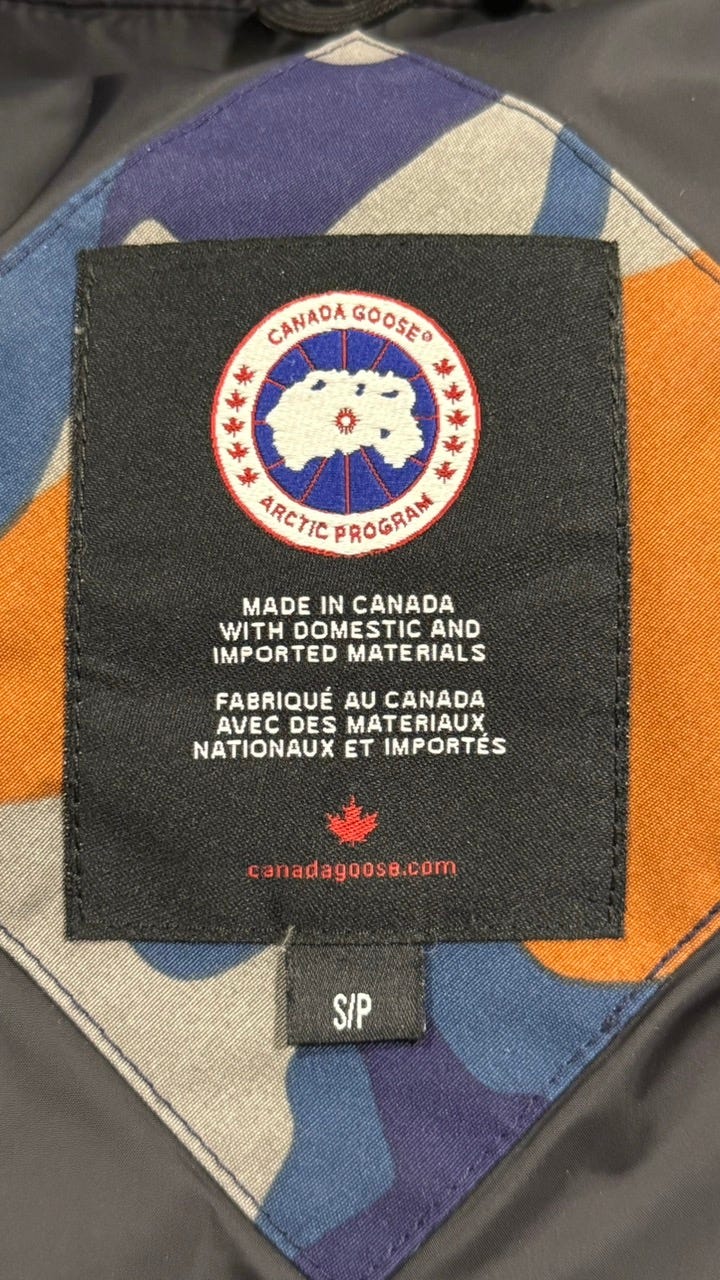 CANADA GOOSE®
ARCTIC PROGRAM
MADE IN CANADA
WITH DOMESTIC AND
IMPORTED MATERIALS
FABRIQUÉ AU CANADA
AVEC DES MATERIAUX
NATIONAUX ET IMPORTÉS
canadagoose.com
S/P